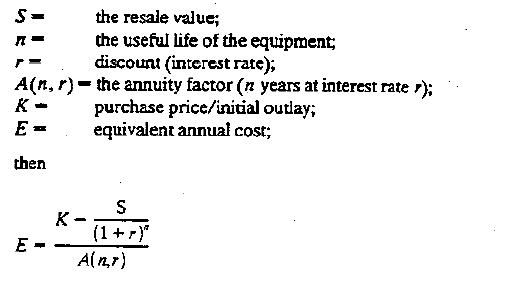 S = the resale value;
n = the useful life of the equipment;
r = discount (interest rate);
A(n, r) = the annuity factor (n years at interest rate r);
K = purchase price/initial outlay;
E = equivalent annual cost;
then
K - S
(1 + r)^n
E =
A(n,r)